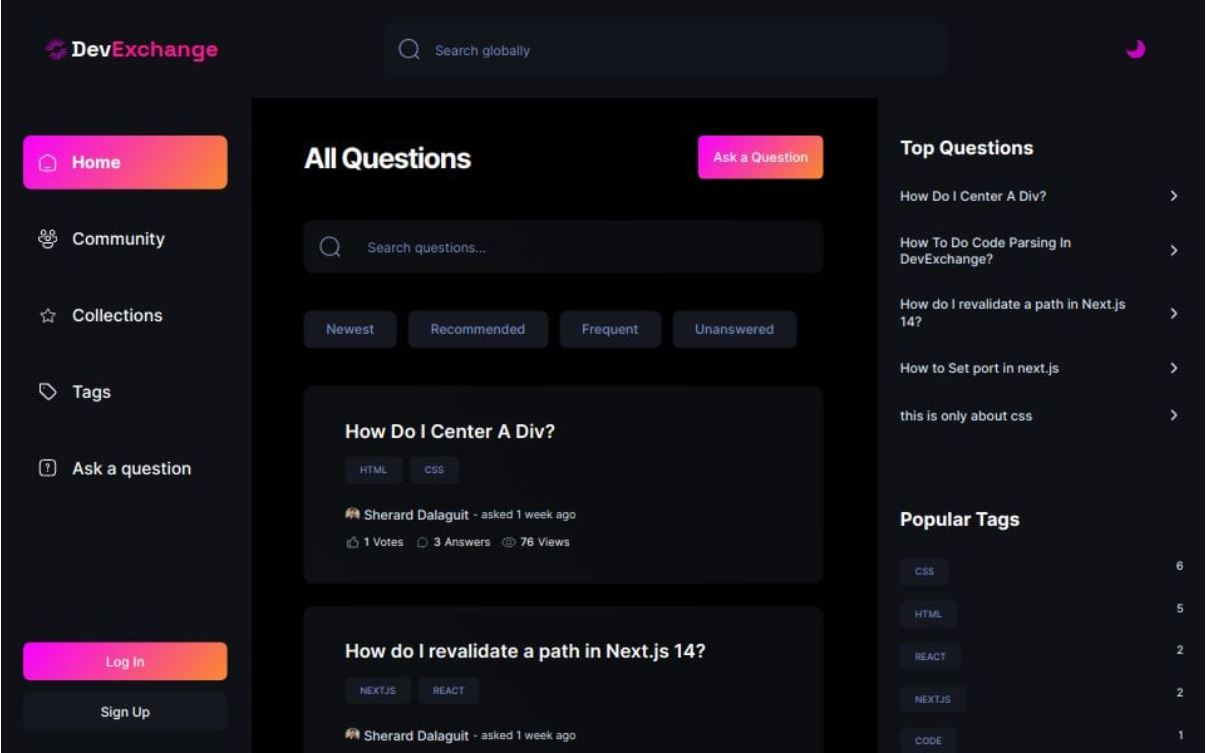 DevExchange
Search globally
Home
Community
Collections
Tags
Ask a question
Log In
Sign Up
All Questions
Ask a Question
Search questions...
Newest
Recommended
Frequent
Unanswered
How Do I Center A Div?
HTML CSS
Sherard Dalaguit - asked 1 week ago
1 Votes 3 Answers 76 Views
How do I revalidate a path in Next.js 14?
NEXTJS REACT
Sherard Dalaguit - asked 1 week ago
Top Questions
How Do I Center A Div?
How To Do Code Parsing In
DevExchange?
How do I revalidate a path in Next.js
14?
How to Set port in next.js
this is only about css
Popular Tags
CSS 6
HTML 5
REACT 2
NEXTJS 2
CODE 1